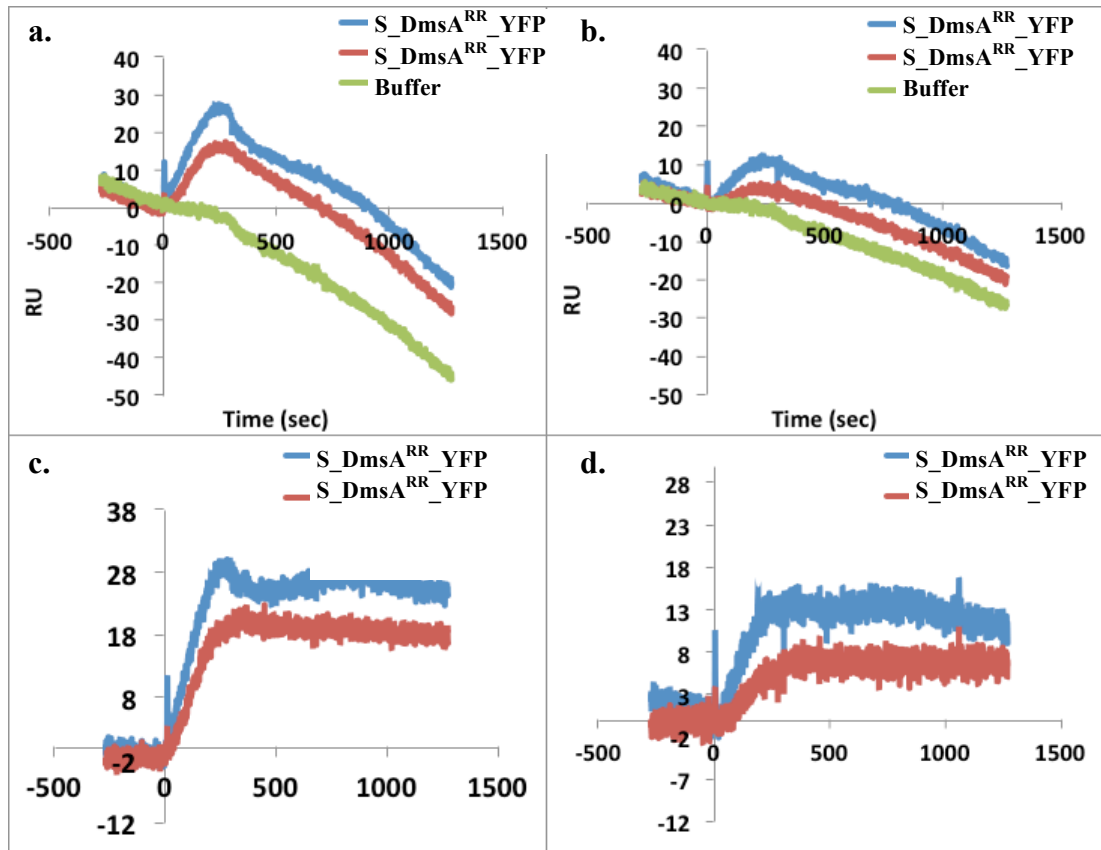 a.
S_DmsA^RR_YFP
S_DmsA^RR_YFP
Buffer
40
30
20
10
0
-10
-20
-30
-40
-50
-500 0 500 1000 1500
RU
Time (sec)
b.
S_DmsA^RR_YFP
S_DmsA^RR_YFP
Buffer
40
30
20
10
0
-10
-20
-30
-40
-50
-500 0 500 1000 1500
RU
Time (sec)
c.
S_DmsA^RR_YFP
S_DmsA^RR_YFP
38
28
18
8
-2
-12
-500 0 500 1000 1500
d.
S_DmsA^RR_YFP
S_DmsA^RR_YFP
28
23
18
13
8
3
-2
-7
-12
-500 0 500 1000 1500